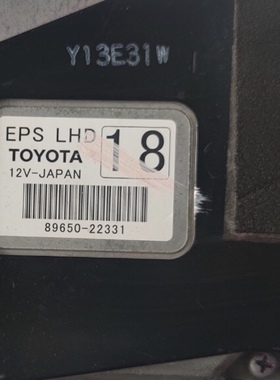 Y13E31W
EPS LHD 18
TOYOTA
12V-JAPAN
89650-22331